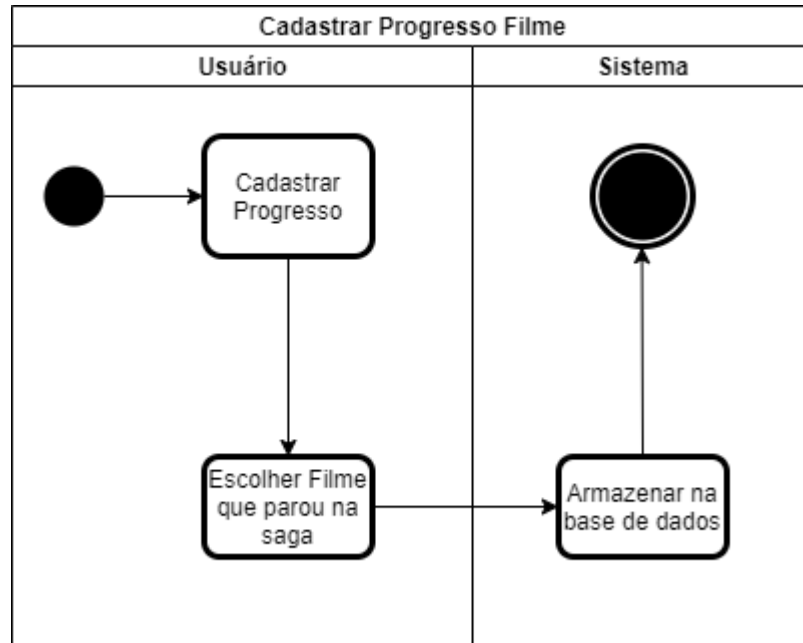 Cadastrar Progresso Filme
Usuário
Sistema
Cadastrar
Progresso
Escolher Filme
que parou na
saga
Armazenar na
base de dados